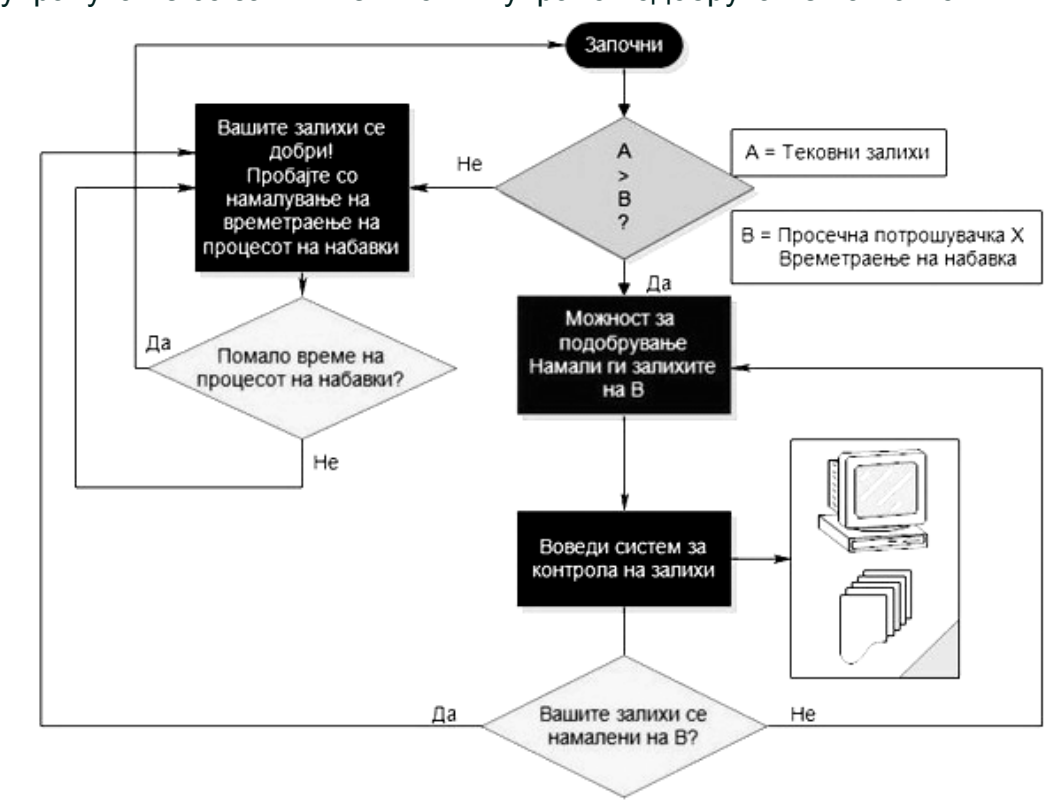 Започни
Вашите залихи се
добри!
Пробајте со
намалување на
времетраење на
процесот на набавки
Не
А
>
В
?
А = Тековни залихи
В = Просечна потрошувачка Х
Времетраење на набавка
Да
Можност за
подобрување
Намали ги залихите
на В
Да
Помало време на
процесот на набавки?
Не
Воведи систем за
контрола на залихи
Да
Вашите залихи се
намалени на В?
Не